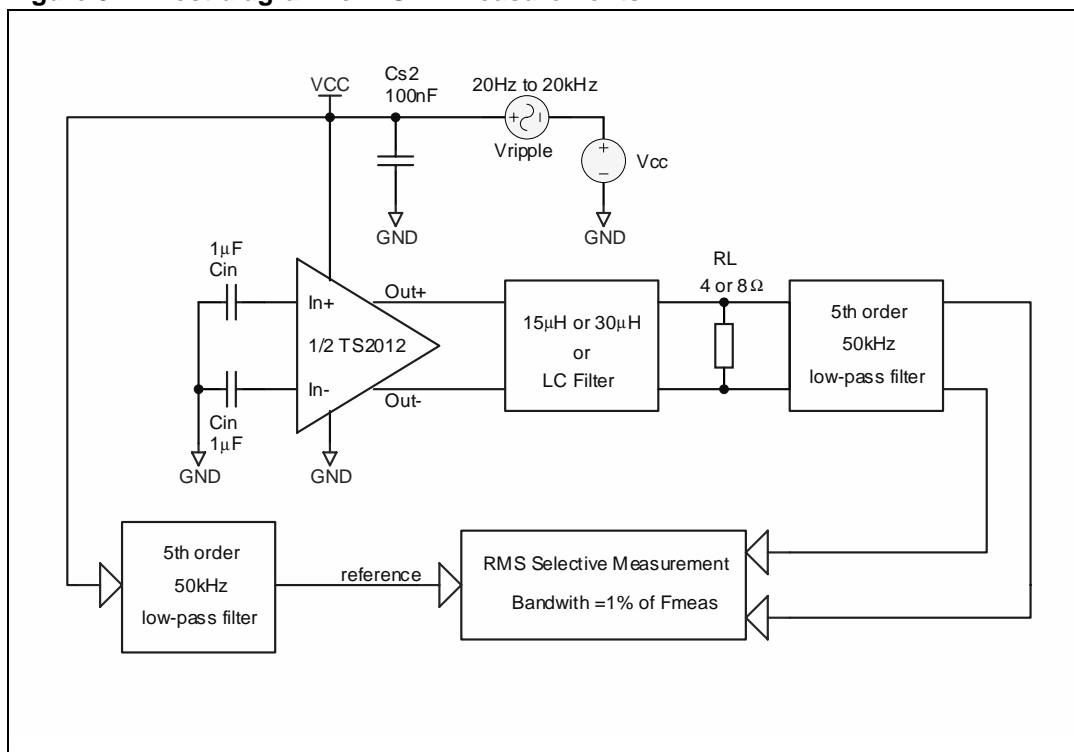 VCC
Cs2
100nF
20Hz to 20kHz
+ -
Vripple
+
-
Vcc
GND
GND
1µF
Cin
In+
1/2 TS2012
In-
Out+
Out-
Cin
1µF
GND
GND
15µH or 30µH
or
LC Filter
RL
4 or 8Ω
5th order
50kHz
low-pass filter
5th order
50kHz
low-pass filter
reference
RMS Selective Measurement
Bandwith =1% of Fmeas